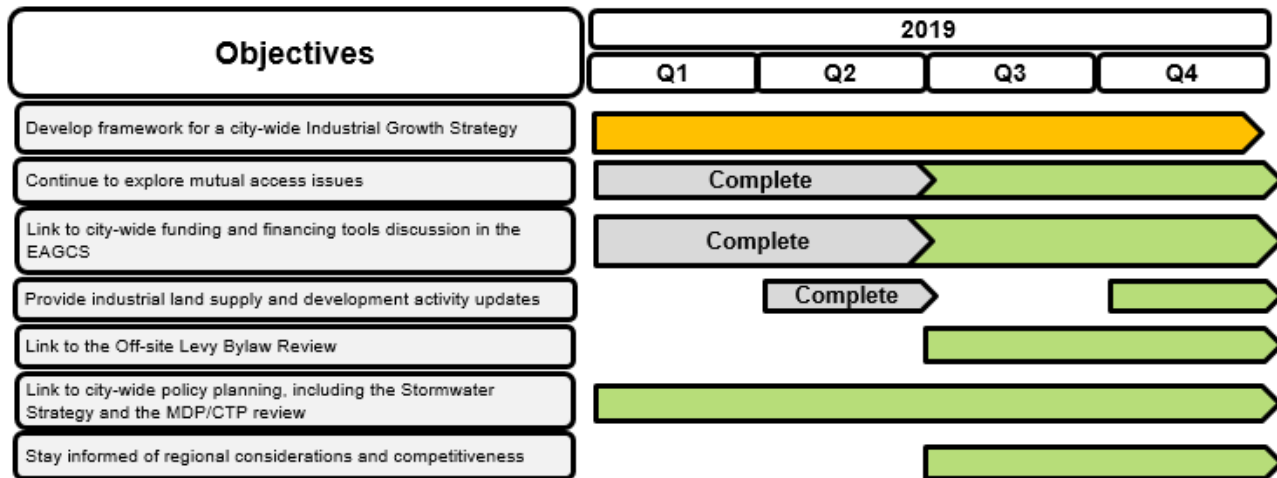 Objectives
2019
Q1 Q2 Q3 Q4
Develop framework for a city-wide Industrial Growth Strategy
Continue to explore mutual access issues
Complete
Link to city-wide funding and financing tools discussion in the
EAGCS
Complete
Provide industrial land supply and development activity updates
Complete
Link to the Off-site Levy Bylaw Review
Link to city-wide policy planning, including the Stormwater
Strategy and the MDP/CTP review
Stay informed of regional considerations and competitiveness